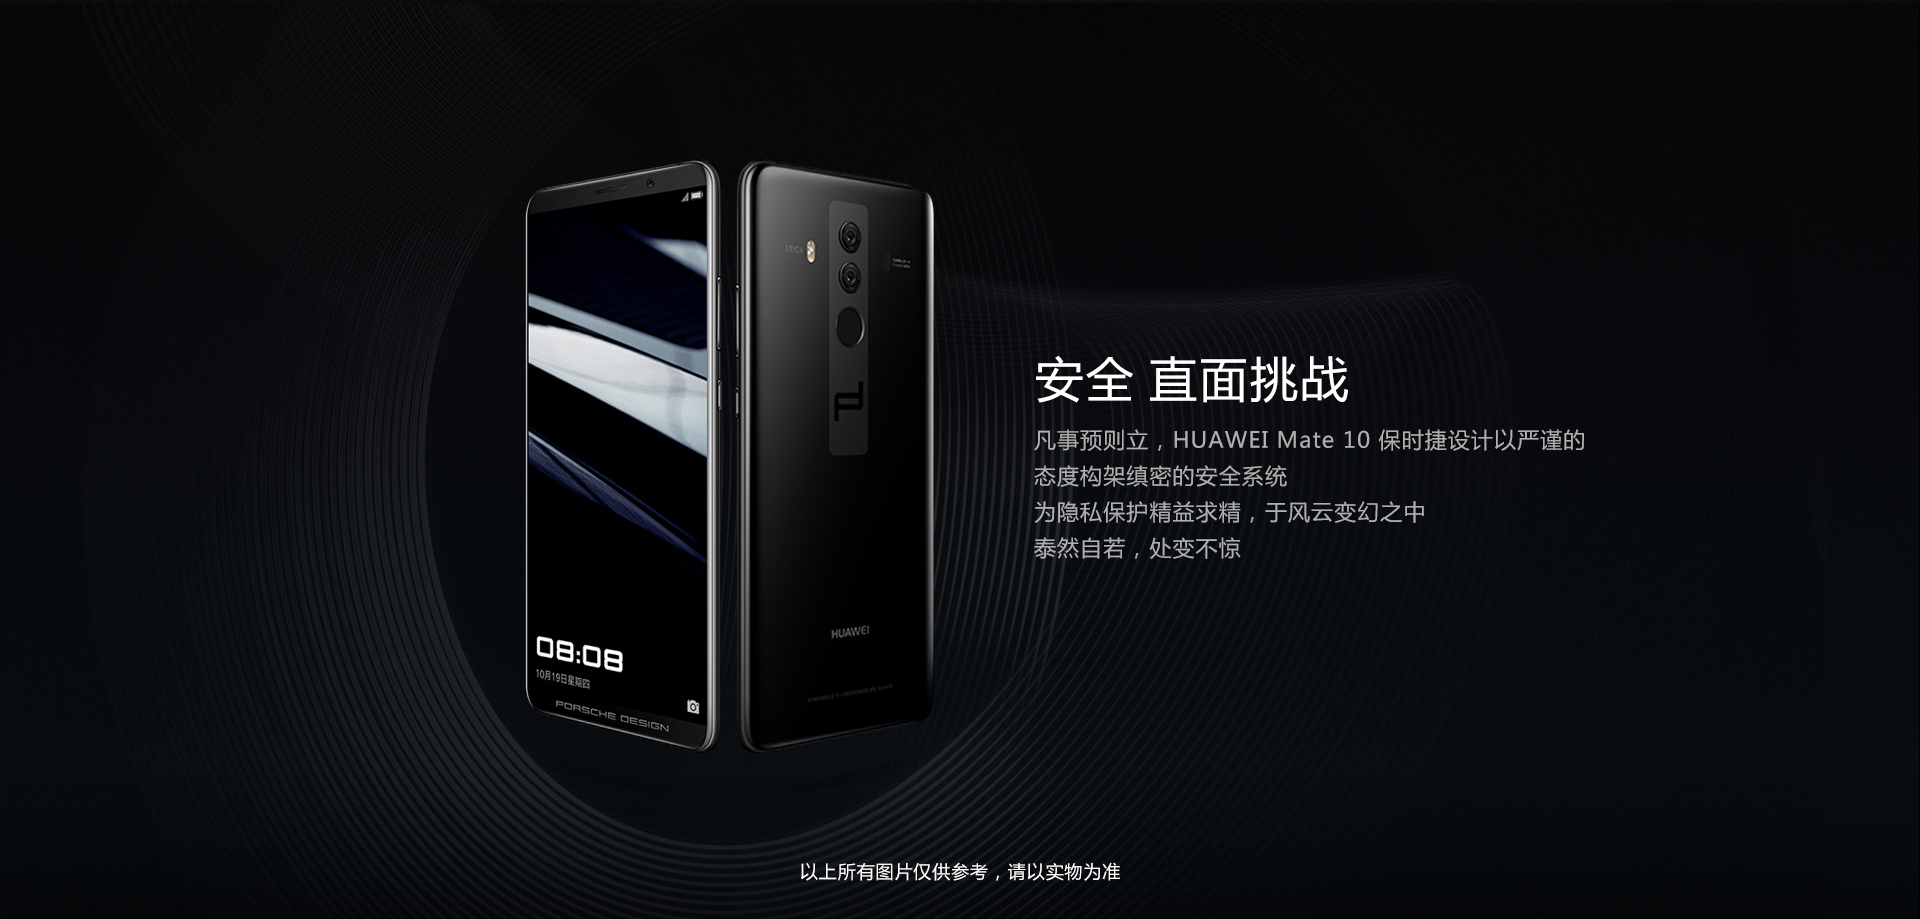 LEICA
08:08
10月19日星期四
PORSCHE DESIGN
HUAWEI
安全 直面挑战
凡事预则立，HUAWEI Mate 10 保时捷设计以严谨的
态度构架缜密的安全系统
为隐私保护精益求精，于风云变幻之中
泰然自若，处变不惊
以上所有图片仅供参考，请以实物为准